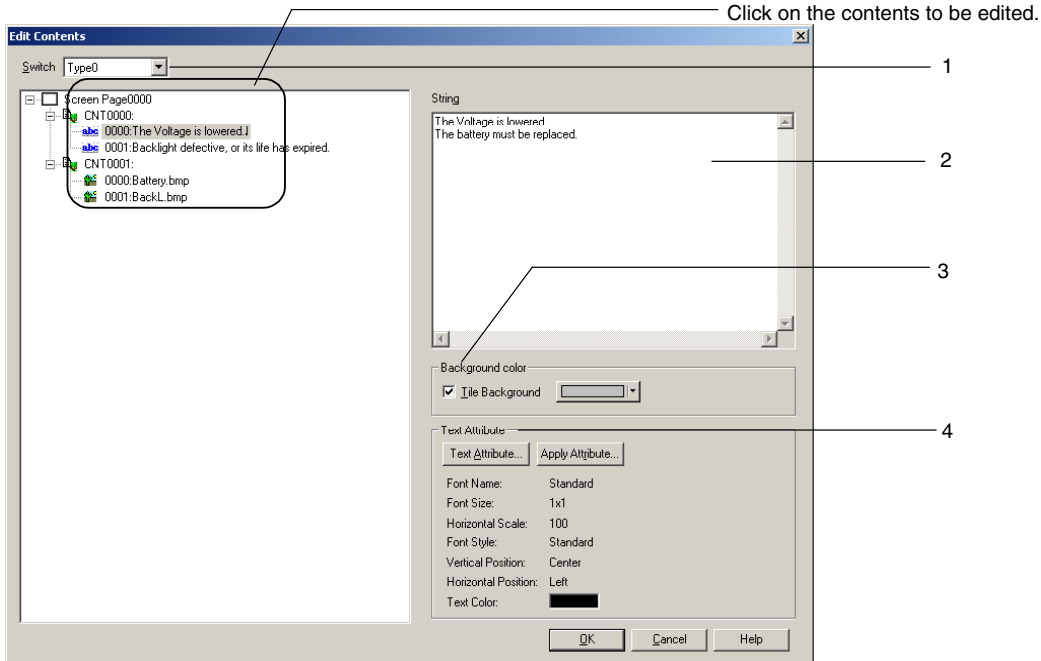 Click on the contents to be edited.
Edit Contents
Switch Type0
1
Screen Page0000
CNT0000:
abc 0000:The Voltage is lowered.↓
abc 0001:Backlight defective, or its life has expired.
CNT0001:
0000:Battery.bmp
0001:BackL.bmp
String
The Voltage is lowered.
The battery must be replaced.
2
3
Background color
Tile Background
Text Attribute
4
Text Attribute... Apply Attribute...
Font Name: Standard
Font Size: 1x1
Horizontal Scale: 100
Font Style: Standard
Vertical Position: Center
Horizontal Position: Left
Text Color:
OK Cancel Help